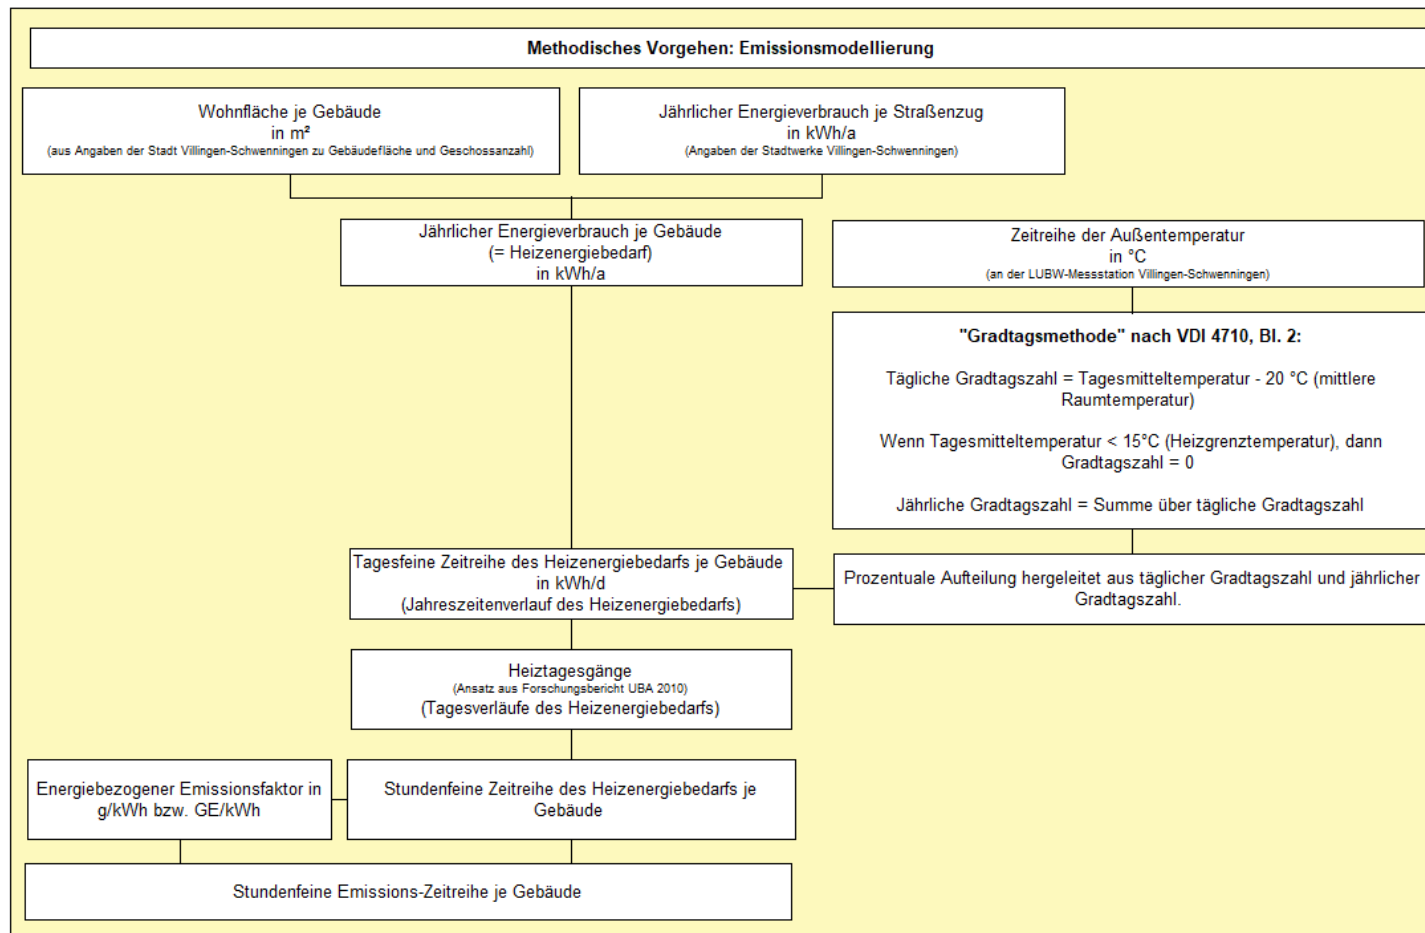 Methodisches Vorgehen: Emissionsmodellierung
Wohnfläche je Gebäude
in m²
(aus Angaben der Stadt Villingen-Schwenningen zu Gebäudefläche und Geschossanzahl)
Jährlicher Energieverbrauch je Straßenzug
in kWh/a
(Angaben der Stadtwerke Villingen-Schwenningen)
Jährlicher Energieverbrauch je Gebäude
(= Heizenergiebedarf)
in kWh/a
Zeitreihe der Außentemperatur
in °C
(an der LUBW-Messstation Villingen-Schwenningen)
"Gradtagsmethode" nach VDI 4710, Bl. 2:
Tägliche Gradtagszahl = Tagesmitteltemperatur - 20 °C (mittlere
Raumtemperatur)
Wenn Tagesmitteltemperatur < 15°C (Heizgrenztemperatur), dann
Gradtagszahl = 0
Jährliche Gradtagszahl = Summe über tägliche Gradtagszahl
Tagesfeine Zeitreihe des Heizenergiebedarfs je Gebäude
in kWh/d
(Jahreszeitenverlauf des Heizenergiebedarfs)
Prozentuale Aufteilung hergeleitet aus täglicher Gradtagszahl und jährlicher
Gradtagszahl.
Heiztagesgänge
(Ansatz aus Forschungsbericht UBA 2010)
(Tagesverläufe des Heizenergiebedarfs)
Energiebezogener Emissionsfaktor in
g/kWh bzw. GE/kWh
Stundenfeine Zeitreihe des Heizenergiebedarfs je
Gebäude
Stundenfeine Emissions-Zeitreihe je Gebäude